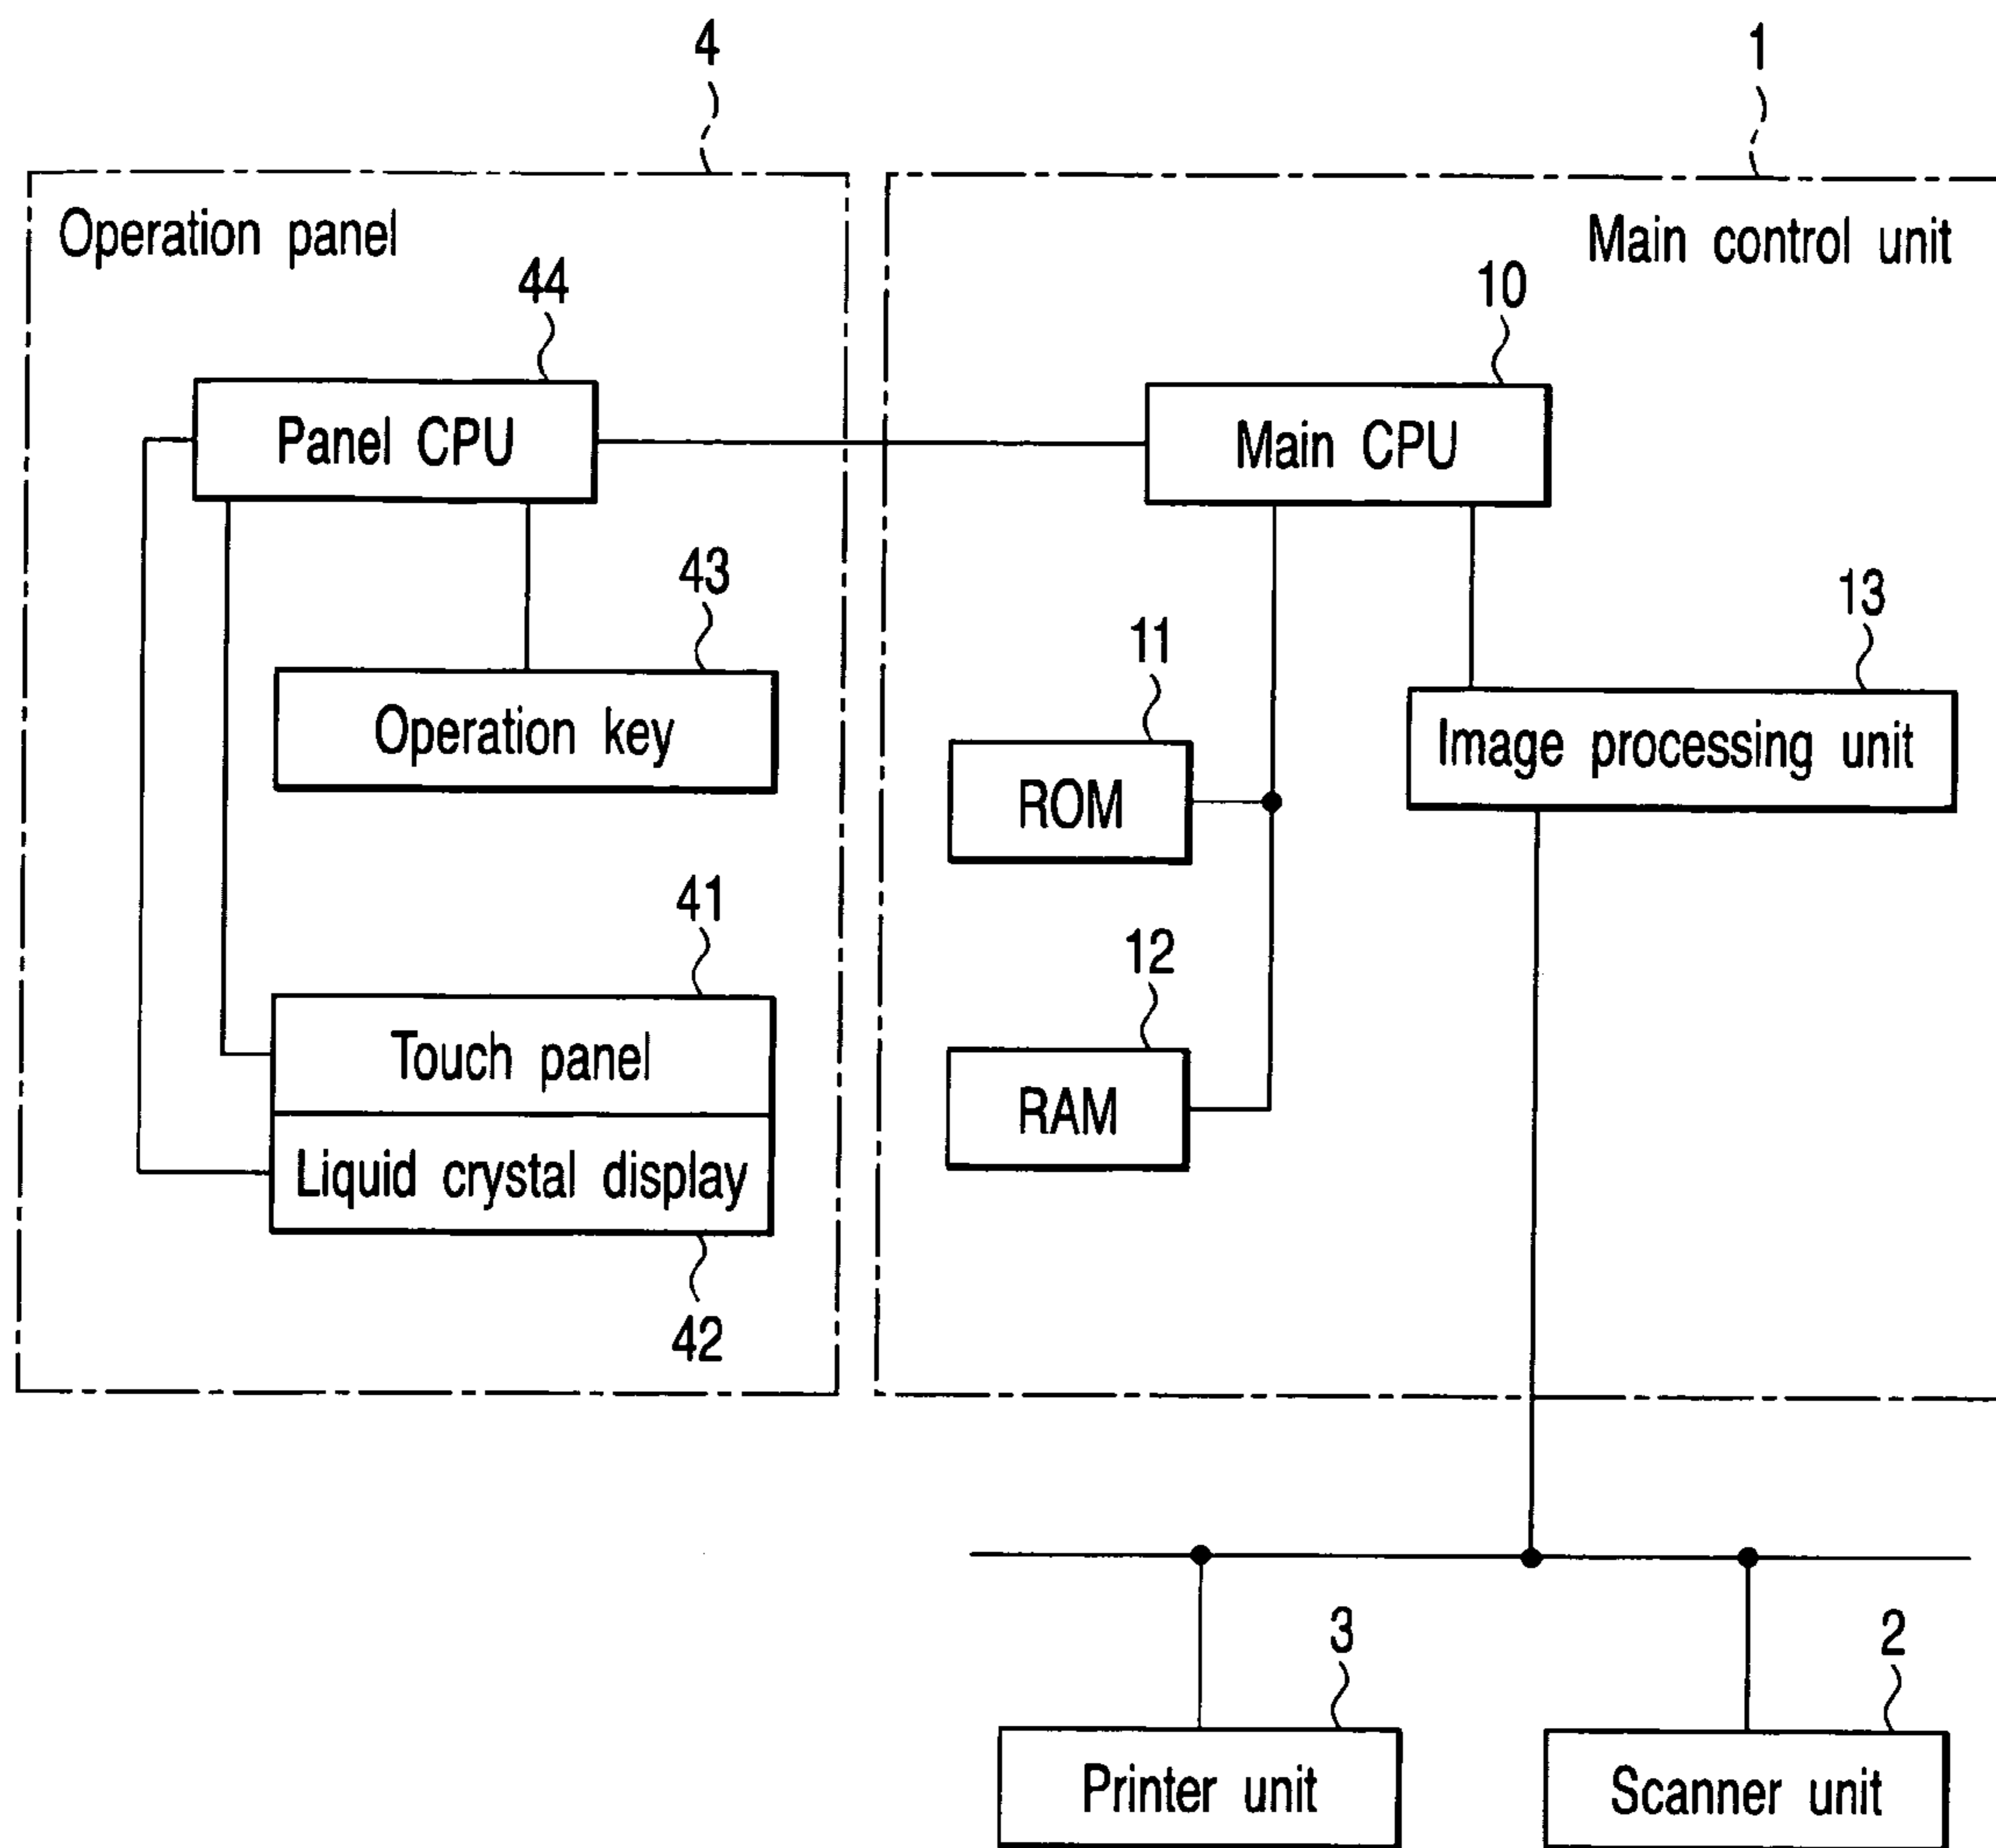 4
1
Operation panel
Main control unit
44
10
Panel CPU
Main CPU
43
13
11
Operation key
Image processing unit
ROM
41
12
Touch panel
RAM
Liquid crystal display
42
3
2
Printer unit
Scanner unit